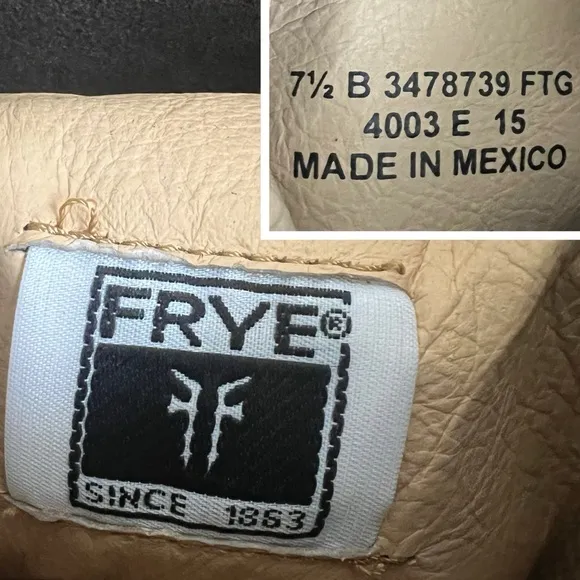 7½ B 3478739 FTG
4003 E 15
MADE IN MEXICO
FRYE®
SINCE 1863